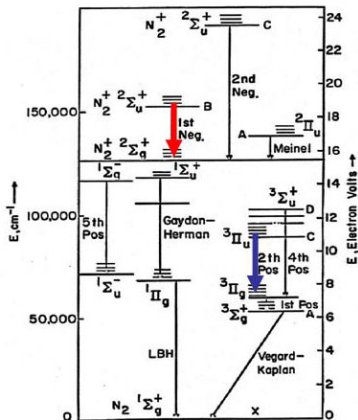 N₂⁺ ²Σᵤ⁺ C
24
22
20
18
16
2nd Neg.
N₂⁺ ²Σᵤ⁺ B
150,000
1st Neg.
²Πᵤ
A
Meinel
N₂⁺ ²Σq⁺
¹Σq⁻
¹Σᵤ⁺
14
12
10
8
6
4
2
0
³Σᵤ⁺
D
C
³Πᵤ
100,000
5th Pos
Gaydon-Herman
2th Pos
4th Pos
¹Σᵤ⁻
¹Πg
³Πg
1st Pos
³Σg⁺
A
50,000
LBH
Vegard-Kaplan
N₂ ¹Σg⁺
X
0
E, cm⁻¹
E, Electron Volts